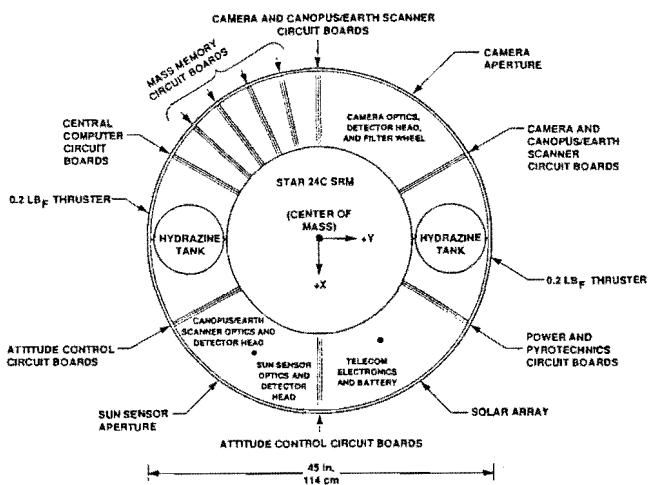 CAMERA AND CANOPUS/EARTH SCANNER
CIRCUIT BOARDS
MASS MEMORY
CIRCUIT BOARDS
CAMERA
APERTURE
CENTRAL
COMPUTER
CIRCUIT
BOARDS
CAMERA OPTICS,
DETECTOR HEAD,
AND FILTER WHEEL
CAMERA AND
CANOPUS/EARTH
SCANNER
CIRCUIT BOARDS
STAR 24C SRM
0.2 LBF THRUSTER
(CENTER OF
MASS)
HYDRAZINE
TANK
+Y
HYDRAZINE
TANK
+X
0.2 LBF THRUSTER
CANOPUS/EARTH
SCANNER OPTICS AND
DETECTOR HEAD
ATTITUDE CONTROL
CIRCUIT BOARDS
SUN SENSOR
OPTICS AND
DETECTOR
HEAD
TELECOM
ELECTRONICS
AND BATTERY
POWER AND
PYROTECHNICS
CIRCUIT BOARDS
SUN SENSOR
APERTURE
SOLAR ARRAY
ATTITUDE CONTROL CIRCUIT BOARDS
45 in.
114 cm